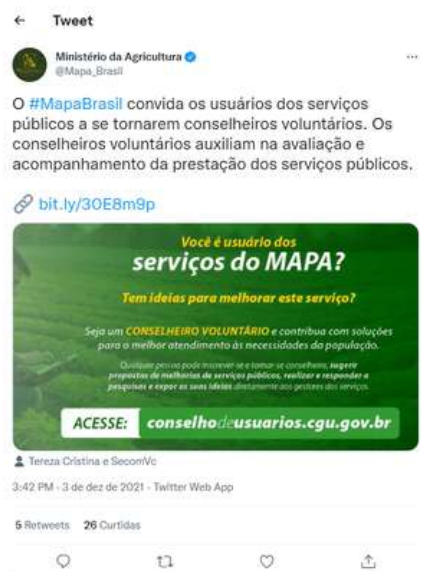 Tweet
Ministério da Agricultura
@Mapa_Brasil
O #MapaBrasil convida os usuários dos serviços
públicos a se tornarem conselheiros voluntários. Os
conselheiros voluntários auxiliam na avaliação e
acompanhamento da prestação dos serviços públicos.
bit.ly/30E8m9p
Você é usuário dos
serviços do MAPA?
Tem ideias para melhorar este serviço?
Seja um CONSELHEIRO VOLUNTÁRIO e contribua com soluções
para o melhor atendimento às necessidades da população.
Qualquer pessoa pode inscrever-se e tornar-se conselheiro, sugerir
propostas de melhorias de serviços públicos, realizar e responder a
pesquisas e expor as suas ideias diretamente aos gestores dos serviços.
ACESSE: conselhodeusuarios.cgu.gov.br
Tereza Cristina e SecomVc
3:42 PM · 3 de dez de 2021 · Twitter Web App
5 Retweets 26 Curtidas